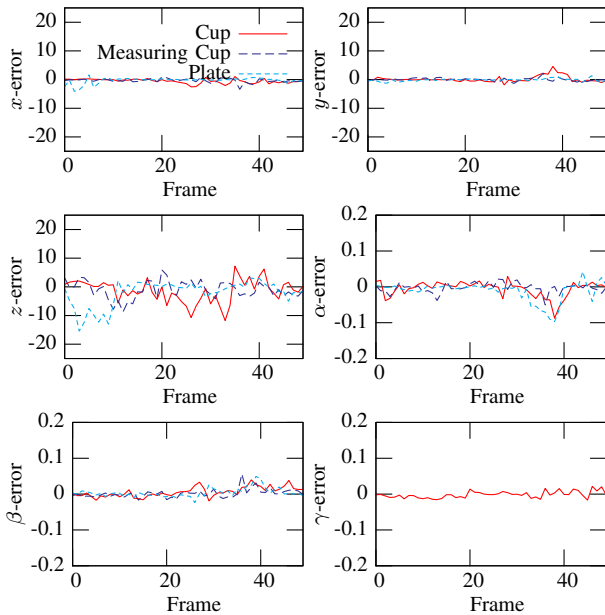 20
10
0
-10
-20
x-error
Cup
Measuring Cup
Plate
0 20 40
Frame
20
10
0
-10
-20
y-error
0 20 40
Frame
20
10
0
-10
-20
z-error
0 20 40
Frame
0.2
0.1
0
-0.1
-0.2
α-error
0 20 40
Frame
0.2
0.1
0
-0.1
-0.2
β-error
0 20 40
Frame
0.2
0.1
0
-0.1
-0.2
γ-error
0 20 40
Frame